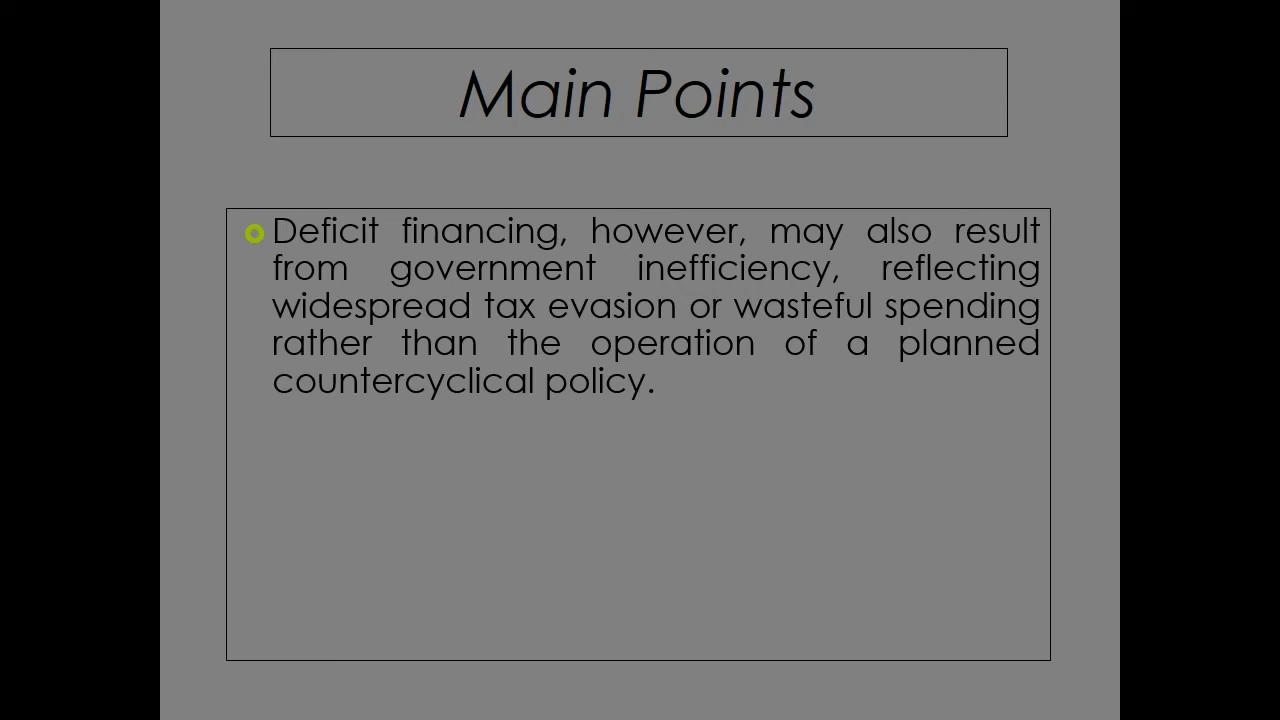 Main Points
Deficit financing, however, may also result
from government inefficiency, reflecting
widespread tax evasion or wasteful spending
rather than the operation of a planned
countercyclical policy.